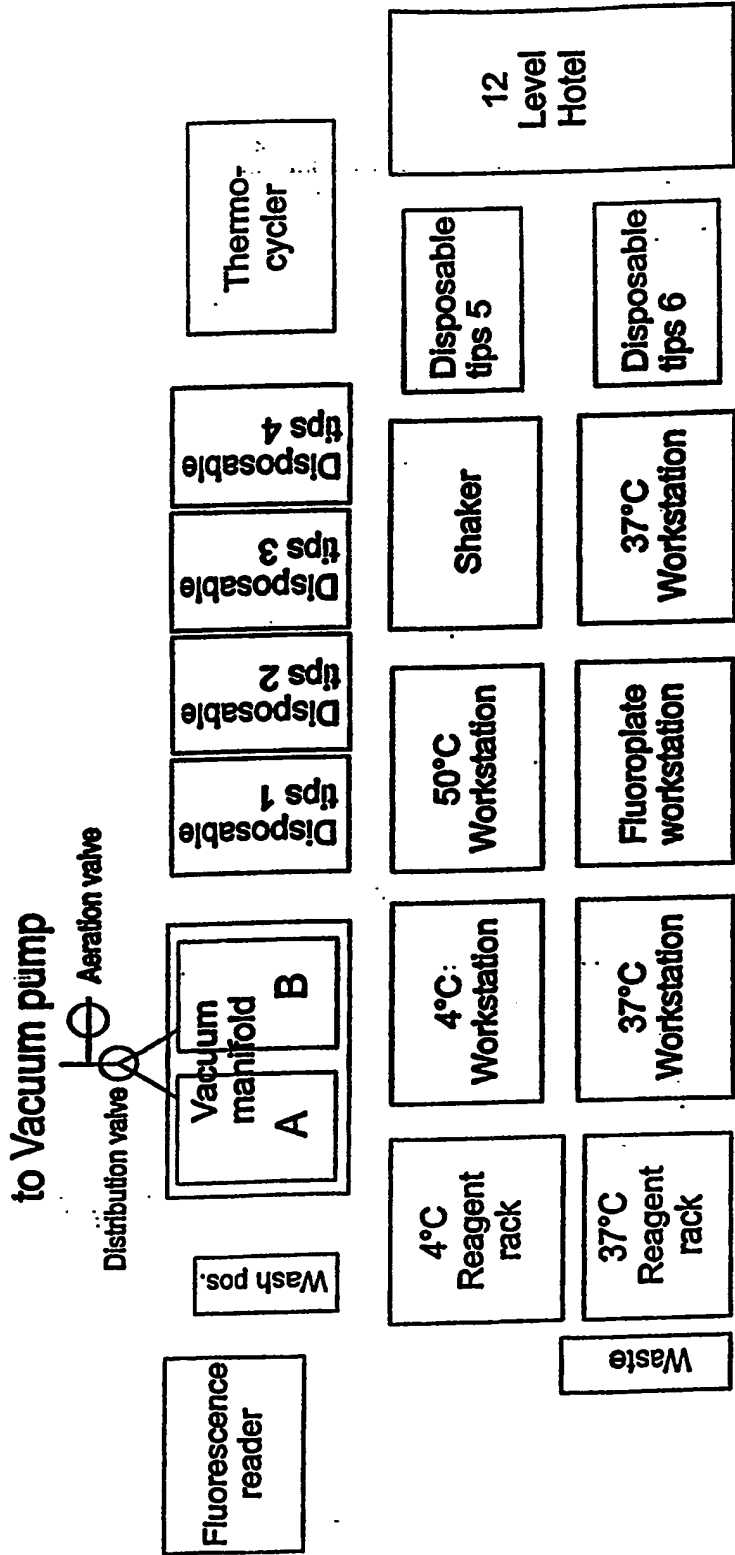 to Vacuum pump
Aeration valve
Distribution valve
Fluorescence
reader
Wash pos.
Vacuum
manifold
A
B
Disposable
tips 1
Disposable
tips 2
Disposable
tips 3
Disposable
tips 4
Thermo-
cycler
4°C
Reagent
rack
4°C
Workstation
50°C
Workstation
Shaker
Disposable
tips 5
12
Level
Hotel
Waste
37°C
Reagent
rack
37°C
Workstation
Fluoroplate
workstation
37°C
Workstation
Disposable
tips 6